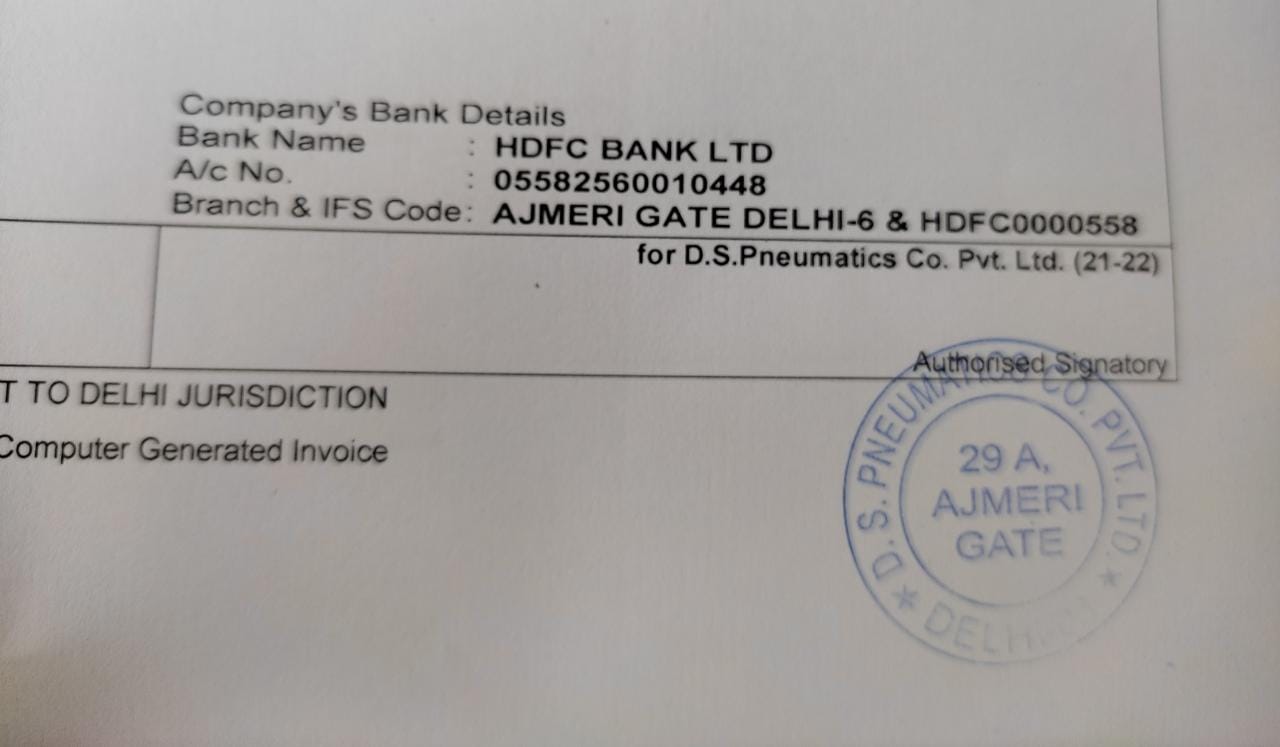 Company's Bank Details
Bank Name : HDFC BANK LTD
A/c No. : 05582560010448
Branch & IFS Code: AJMERI GATE DELHI-6 & HDFC0000558
for D.S.Pneumatics Co. Pvt. Ltd. (21-22)
Authorised Signatory
T TO DELHI JURISDICTION
Computer Generated Invoice
D.S. PNEUMATICS CO. PVT. LTD.
29 A,
AJMERI
GATE